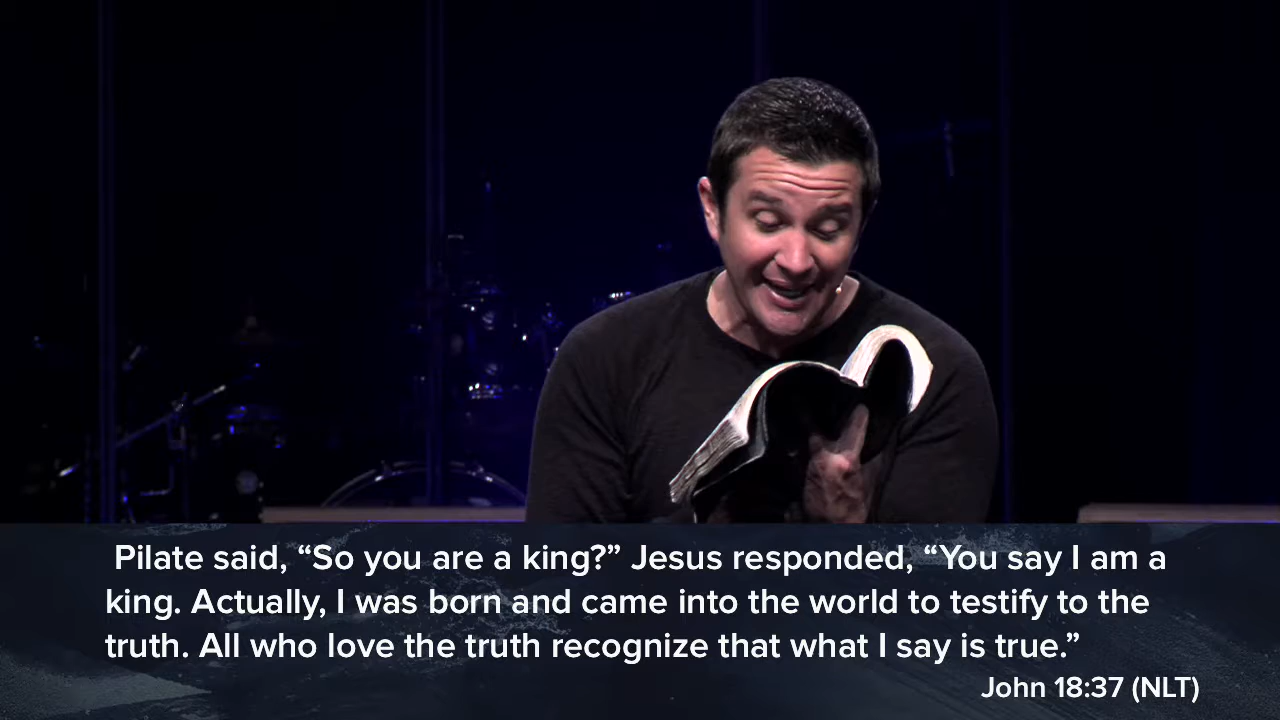 Pilate said, “So you are a king?” Jesus responded, “You say I am a
king. Actually, I was born and came into the world to testify to the
truth. All who love the truth recognize that what I say is true.”
John 18:37 (NLT)